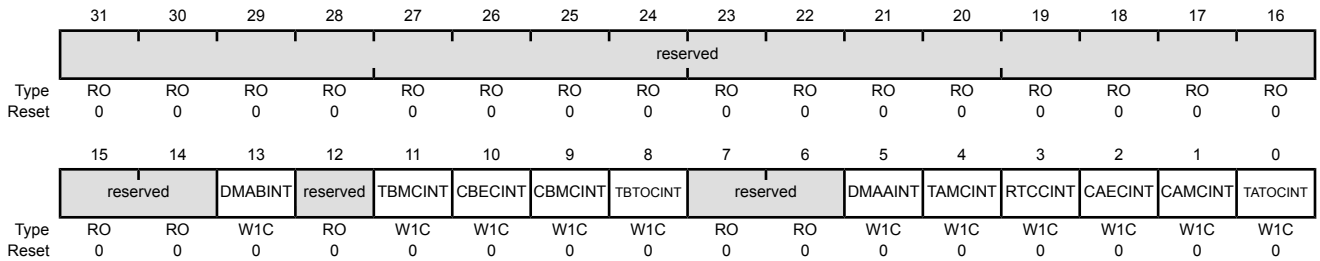 31 30 29 28 27 26 25 24 23 22 21 20 19 18 17 16
reserved
Type RO RO RO RO RO RO RO RO RO RO RO RO RO RO RO RO
Reset 0 0 0 0 0 0 0 0 0 0 0 0 0 0 0 0
15 14 13 12 11 10 9 8 7 6 5 4 3 2 1 0
reserved DMABINT reserved TBMCINT CBECINT CBMCINT TBTOCINT reserved DMAAINT TAMCINT RTCCINT CAECINT CAMCINT TATOCINT
Type RO RO W1C RO W1C W1C W1C W1C RO RO W1C W1C W1C W1C W1C W1C
Reset 0 0 0 0 0 0 0 0 0 0 0 0 0 0 0 0